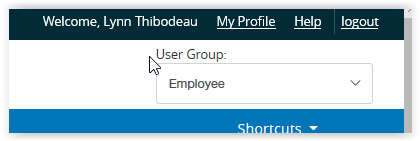 Welcome, Lynn Thibodeau My Profile Help logout
User Group:
Employee
Shortcuts